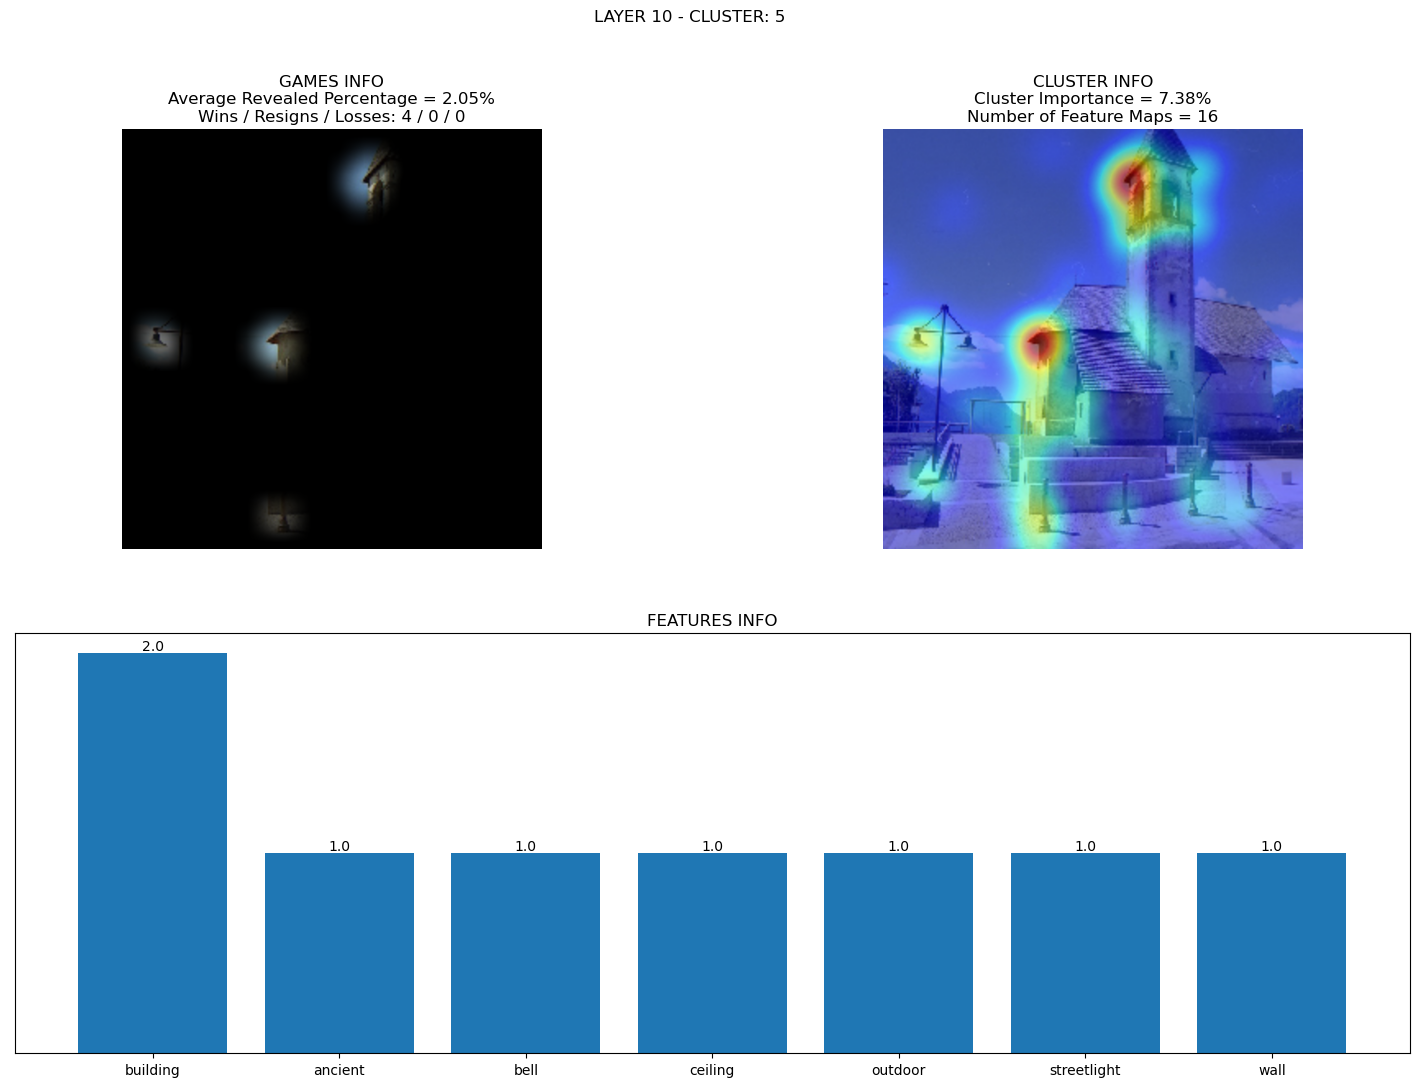 LAYER 10 - CLUSTER: 5
GAMES INFO
Average Revealed Percentage = 2.05%
Wins / Resigns / Losses: 4 / 0 / 0
CLUSTER INFO
Cluster Importance = 7.38%
Number of Feature Maps = 16
FEATURES INFO
2.0
1.0 1.0 1.0 1.0 1.0 1.0
building ancient bell ceiling outdoor streetlight wall